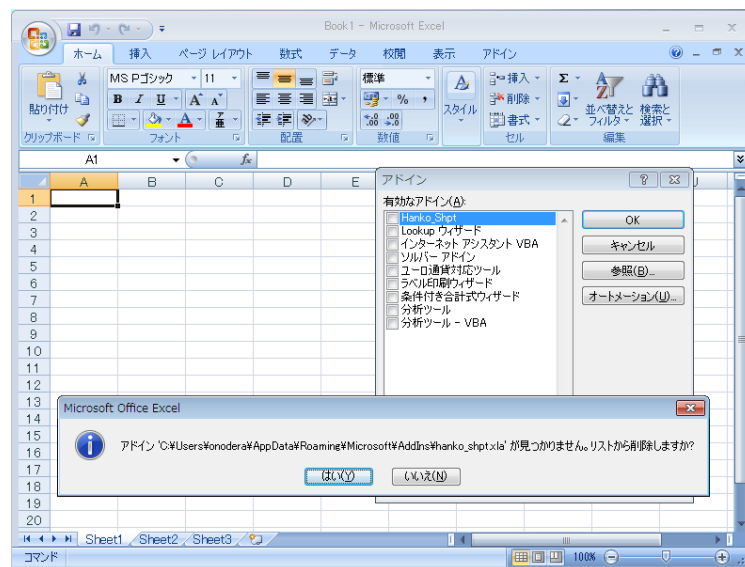 Book1 - Microsoft Excel
ホーム 挿入 ページ レイアウト 数式 データ 校閲 表示 アドイン
貼り付け
MS Pゴシック 11
B I U A A
標準
% ,
スタイル
挿入
削除
書式
Σ
並べ替えと フィルタ
検索と 選択
クリップボード フォント 配置 数値 セル 編集
A1 fx
A B C D E
アドイン
有効なアドイン(A):
Hanko_Shpt
Lookup ウィザード
インターネット アシスタント VBA
ソルバー アドイン
ユーロ通貨対応ツール
ラベル印刷ウィザード
条件付き合計式ウィザード
分析ツール
分析ツール - VBA
OK
キャンセル
参照(B)...
オートメーション(U)...
1
2
3
4
5
6
7
8
9
10
11
12
13
14
15
16
17
18
19
20
Microsoft Office Excel
アドイン 'C:¥Users¥onodera¥AppData¥Roaming¥Microsoft¥AddIns¥hanko_shpt.xla' が見つかりません。リストから削除しますか?
はい(Y) いいえ(N)
Sheet1 Sheet2 Sheet3
コマンド 100%